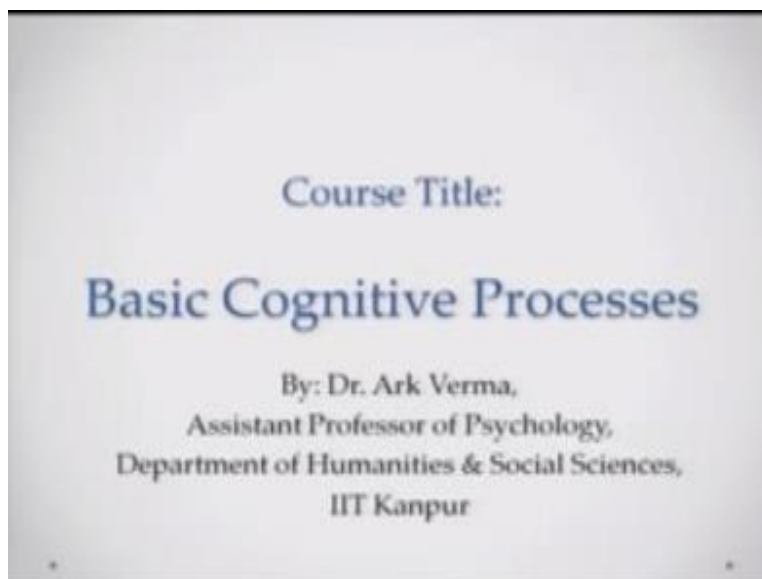 Course Title:
Basic Cognitive Processes
By: Dr. Ark Verma,
Assistant Professor of Psychology,
Department of Humanities & Social Sciences,
IIT Kanpur